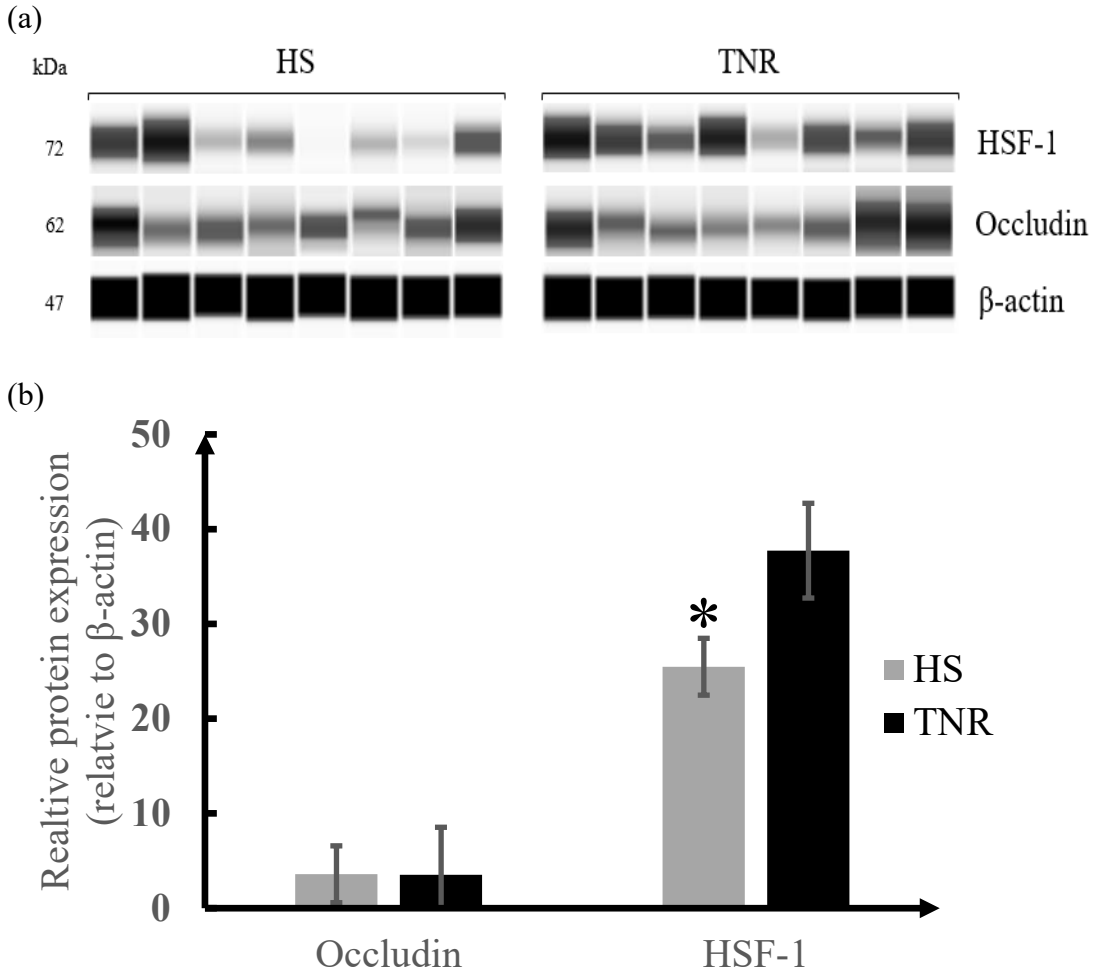 (a)
kDa
HS
TNR
72
HSF-1
62
Occludin
47
β-actin
(b)
50
40
30
20
10
0
Realtive protein expression
(relatvie to β-actin)
*
HS
TNR
Occludin
HSF-1